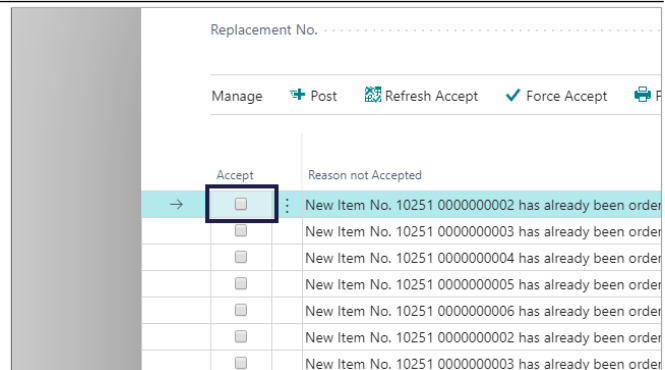 Replacement No.
Manage Post Refresh Accept Force Accept
Accept Reason not Accepted
New Item No. 10251 0000000002 has already been order
New Item No. 10251 0000000003 has already been order
New Item No. 10251 0000000004 has already been order
New Item No. 10251 0000000005 has already been order
New Item No. 10251 0000000006 has already been order
New Item No. 10251 0000000002 has already been order
New Item No. 10251 0000000003 has already been order